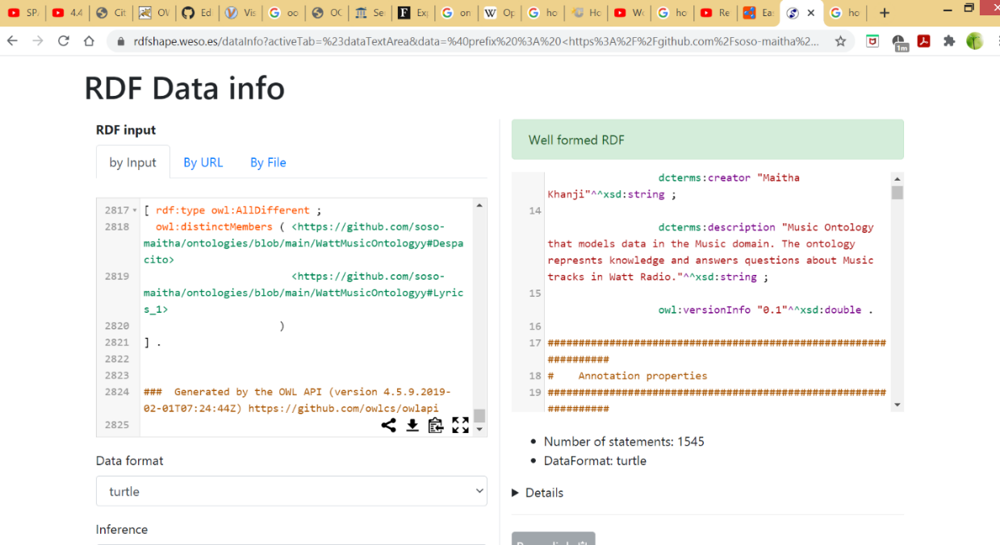 SP
4.4
Cit
OV
Ed
Vis
oo
OC
Se
Exp
on
Op
ho
Ho
Wo
ho
Re
Ea
ho
rdfshape.weso.es/dataInfo?activeTab=%23dataTextArea&data=%40prefix%20%3A%20<https%3A%2F%2Fgithub.com%2Fsoso-maitha%2...
1m
RDF Data info
RDF input
by Input By URL By File
2817 [ rdf:type owl:AllDifferent ;
2818 owl:distinctMembers ( <https://github.com/soso-
maitha/ontologies/blob/main/WattMusicOntologyy#Despa
cito>
2819 <https://github.com/soso-
maitha/ontologies/blob/main/WattMusicOntologyy#Lyric
s_1>
2820 )
2821 ] .
2822
2823
2824 ### Generated by the OWL API (version 4.5.9.2019-
02-01T07:24:44Z) https://github.com/owlcs/owlapi
2825
Data format
turtle
Inference
Well formed RDF
dcterms:creator "Maitha
Khanji"^^xsd:string ;
14
dcterms:description "Music Ontology
that models data in the Music domain. The ontology
represnts knowledge and answers questions about Music
tracks in Watt Radio."^^xsd:string ;
15
owl:versionInfo "0.1"^^xsd:double .
16
17 #######################################################
##########
18 # Annotation properties
19 #######################################################
##########
Number of statements: 1545
DataFormat: turtle
Details